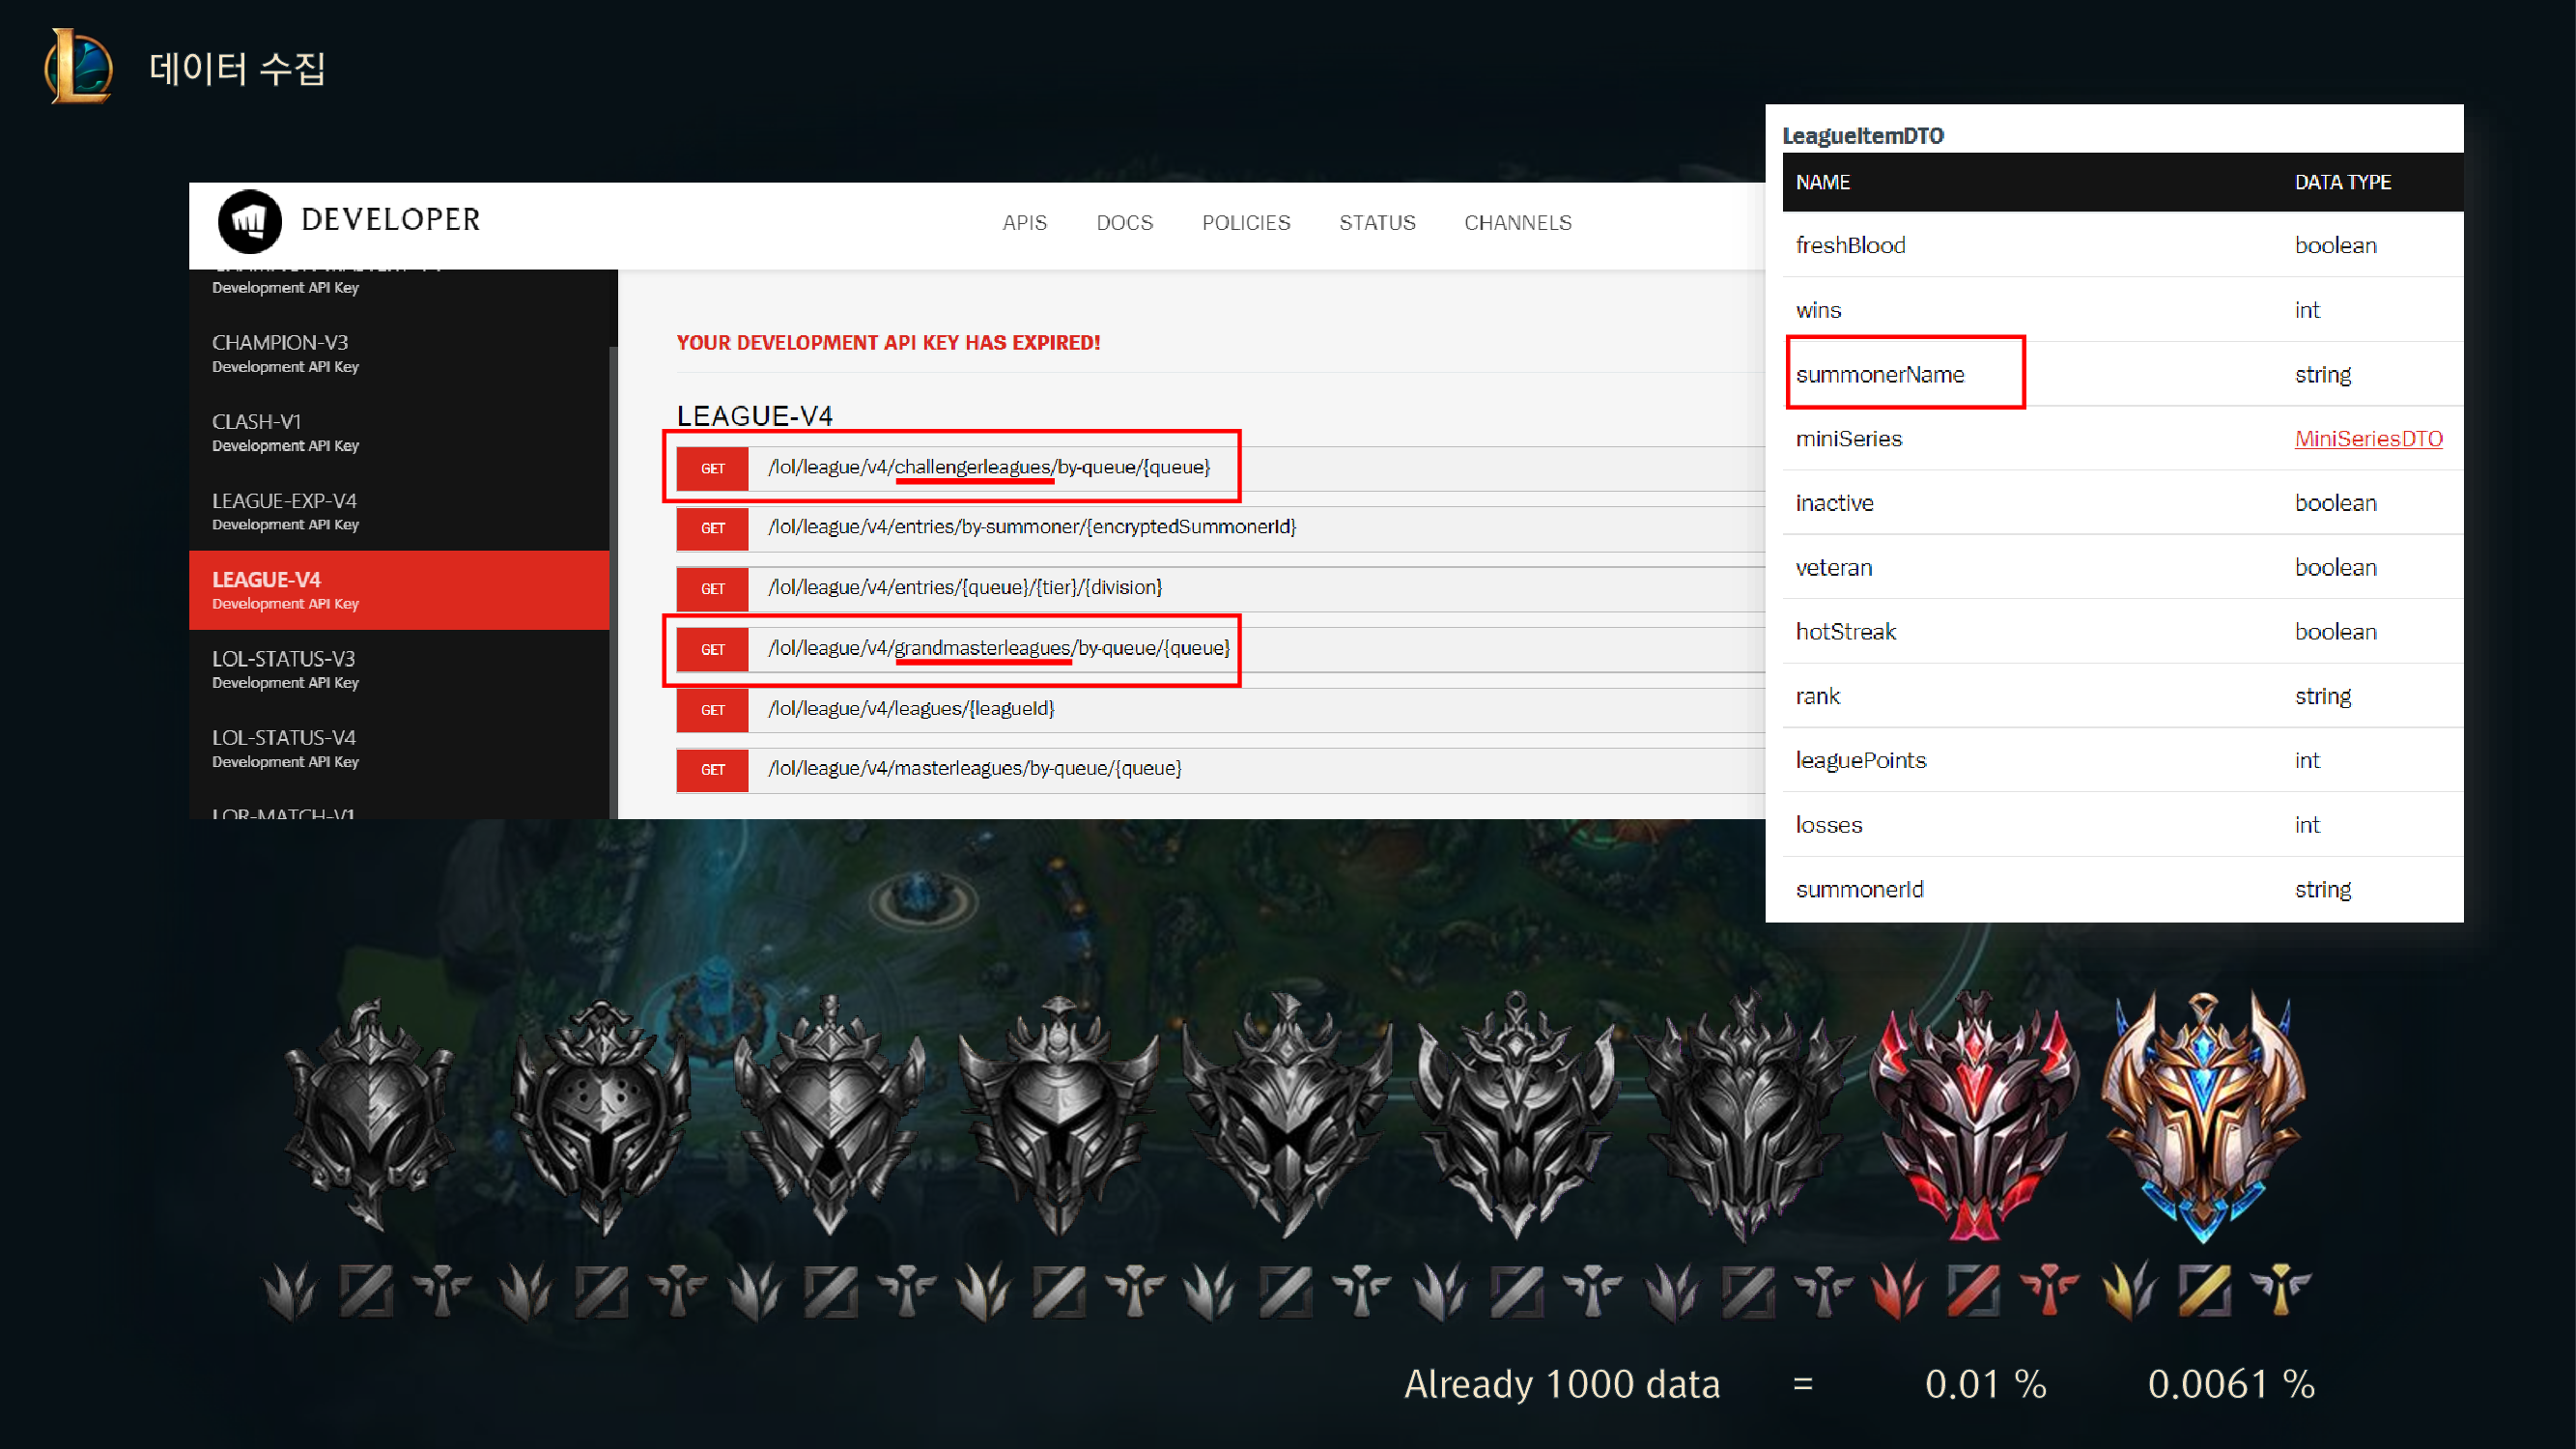 데이터 수집
DEVELOPER
APIS DOCS POLICIES STATUS CHANNELS
Development API Key
CHAMPION-V3
Development API Key
CLASH-V1
Development API Key
LEAGUE-EXP-V4
Development API Key
LEAGUE-V4
Development API Key
LOL-STATUS-V3
Development API Key
LOL-STATUS-V4
Development API Key
LOR-MATCH-V1
YOUR DEVELOPMENT API KEY HAS EXPIRED!
LEAGUE-V4
GET /lol/league/v4/challengerleagues/by-queue/{queue}
GET /lol/league/v4/entries/by-summoner/{encryptedSummonerId}
GET /lol/league/v4/entries/{queue}/{tier}/{division}
GET /lol/league/v4/grandmasterleagues/by-queue/{queue}
GET /lol/league/v4/leagues/{leagueId}
GET /lol/league/v4/masterleagues/by-queue/{queue}
LeagueItemDTO
NAME DATA TYPE
freshBlood boolean
wins int
summonerName string
miniSeries MiniSeriesDTO
inactive boolean
veteran boolean
hotStreak boolean
rank string
leaguePoints int
losses int
summonerId string
Already 1000 data = 0.01 % 0.0061 %